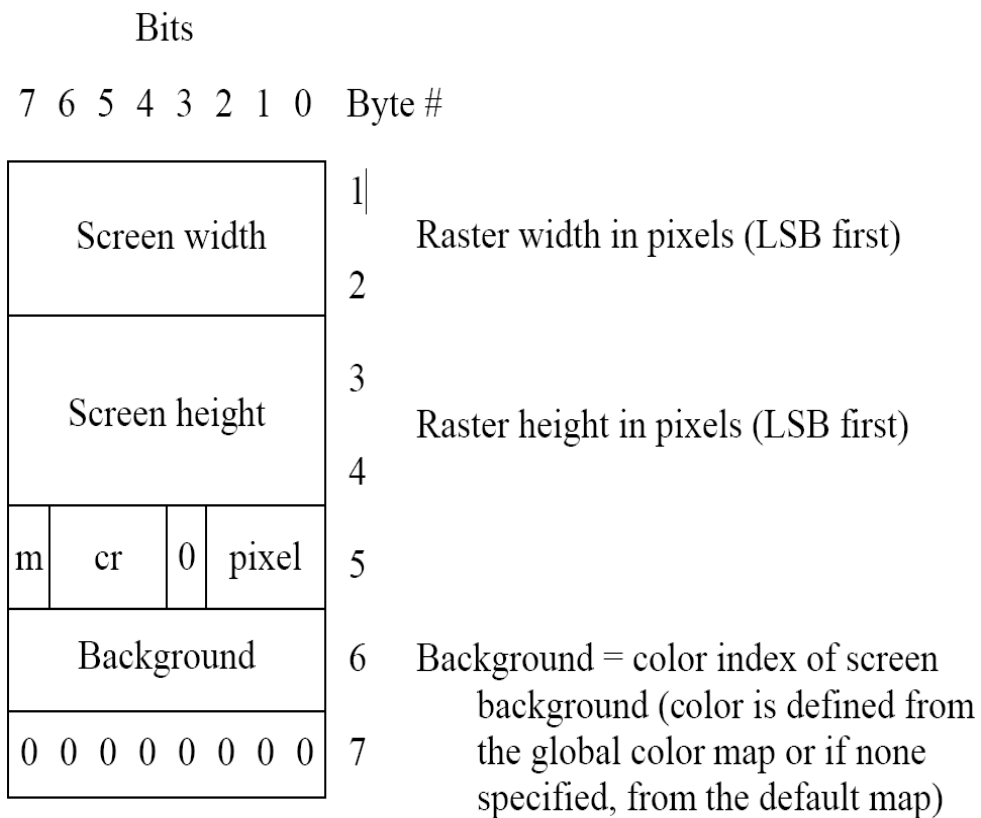 Bits
7 6 5 4 3 2 1 0 Byte #
1
Screen width Raster width in pixels (LSB first)
2
3
Screen height Raster height in pixels (LSB first)
4
m cr 0 pixel 5
Background 6 Background = color index of screen
background (color is defined from
0 0 0 0 0 0 0 0 7 the global color map or if none
specified, from the default map)